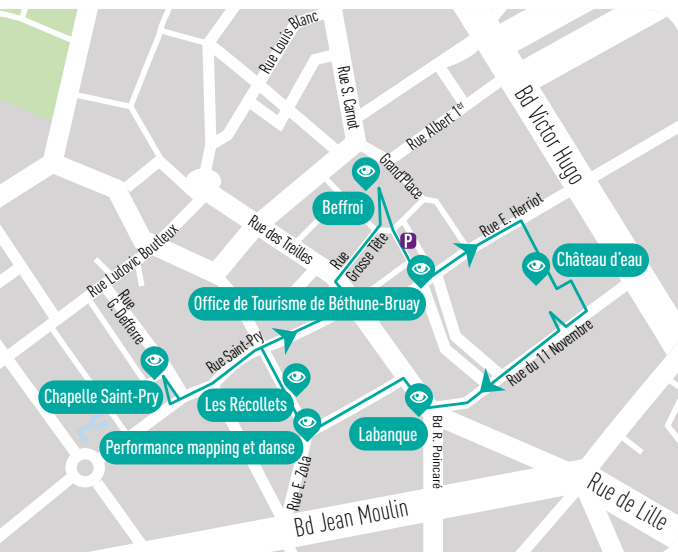 Rue Louis Blanc
Rue S. Carnot
Bd Victor Hugo
Rue Albert 1er
Grand'Place
Beffroi
P
Rue E. Herriot
Rue des Treilles
Rue
Grosse Tête
Château d'eau
Rue Ludovic Boutleux
Rue
G. Defferre
Office de Tourisme de Béthune-Bruay
Rue Saint-Pry
Rue du 11 Novembre
Chapelle Saint-Pry
Les Récollets
Labanque
Performance mapping et danse
Bd R. Poincaré
Rue E. Zola
Rue de Lille
Bd Jean Moulin